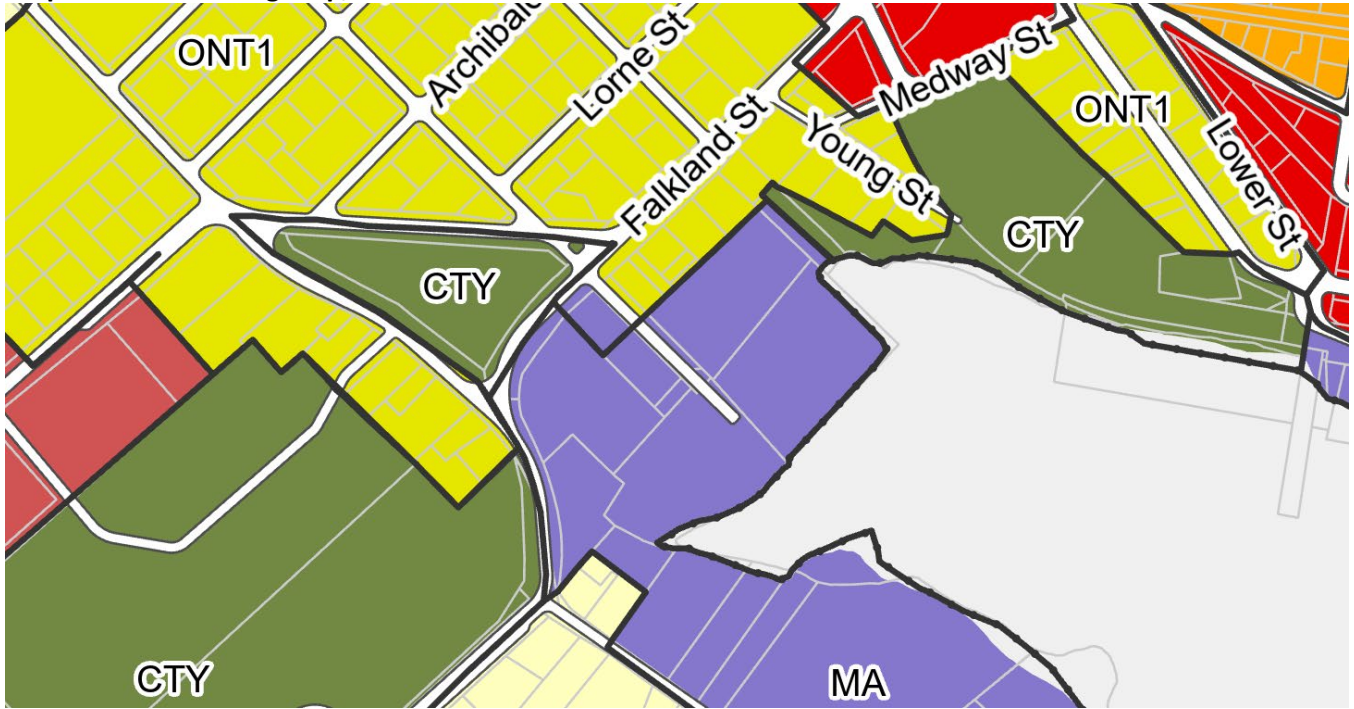 ONT1
Lorne St
Falkland St
Medway St
Young St
ONT1
Lower St
CTY
CTY
CTY
MA